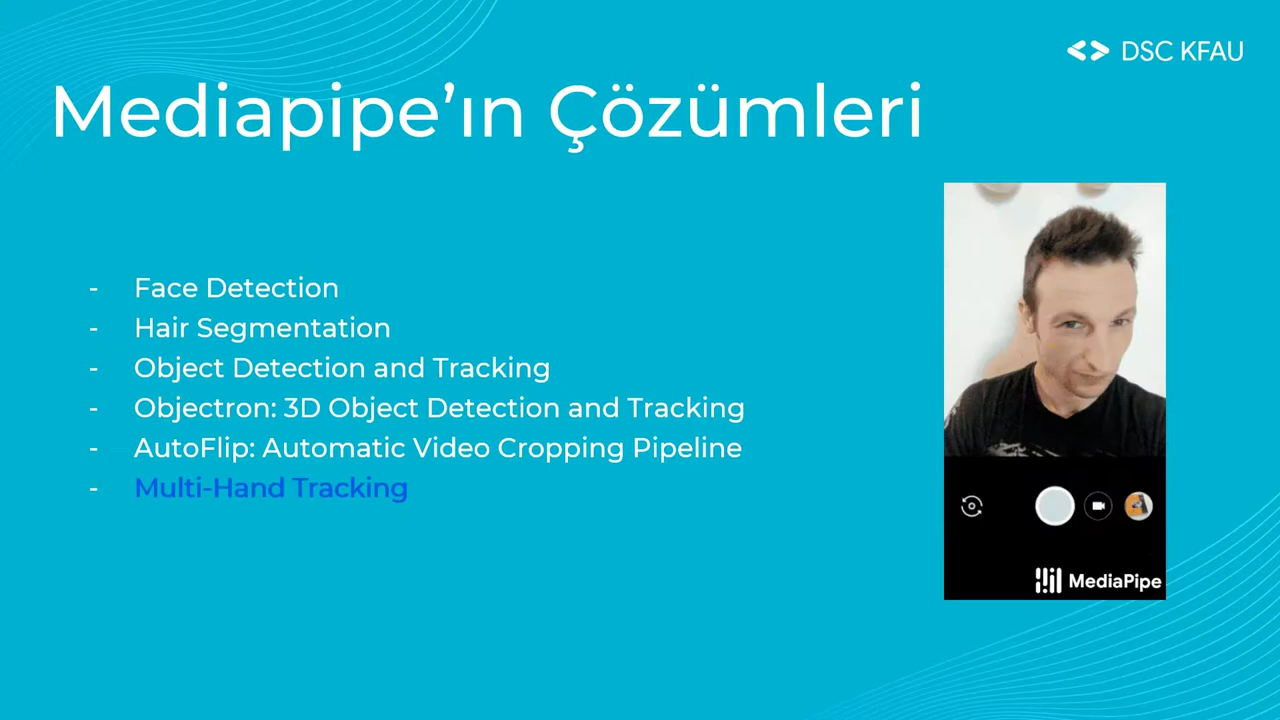 DSC KFAU
Mediapipe’ın Çözümleri
- Face Detection
- Hair Segmentation
- Object Detection and Tracking
- Objectron: 3D Object Detection and Tracking
- AutoFlip: Automatic Video Cropping Pipeline
- Multi-Hand Tracking
MediaPipe